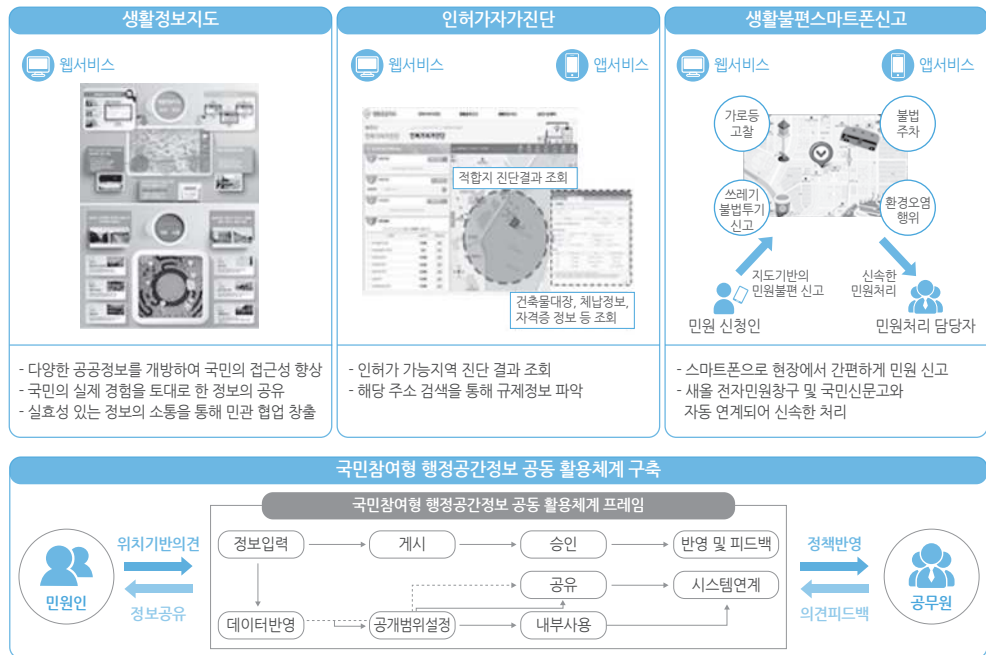 생활정보지도
웹서비스
- 다양한 공공정보를 개방하여 국민의 접근성 향상
- 국민의 실제 경험을 토대로 한 정보의 공유
- 실효성 있는 정보의 소통을 통해 민관 협업 창출
인허가자가진단
웹서비스
앱서비스
적합지 진단결과 조회
건축물대장, 체납정보,
자격증 정보 등 조회
- 인허가 가능지역 진단 결과 조회
- 해당 주소 검색을 통해 규제정보 파악
생활불편스마트폰신고
웹서비스
앱서비스
가로등
고찰
불법
주차
쓰레기
불법투기
신고
환경오염
행위
지도기반의
민원불편 신고
신속한
민원처리
민원 신청인
민원처리 담당자
- 스마트폰으로 현장에서 간편하게 민원 신고
- 새올 전자민원창구 및 국민신문고와
자동 연계되어 신속한 처리
국민참여형 행정공간정보 공동 활용체계 구축
국민참여형 행정공간정보 공동 활용체계 프레임
민원인
위치기반의견
정보공유
정보입력
게시
승인
반영 및 피드백
공유
시스템연계
데이터반영
공개범위설정
내부사용
정책반영
의견피드백
공무원